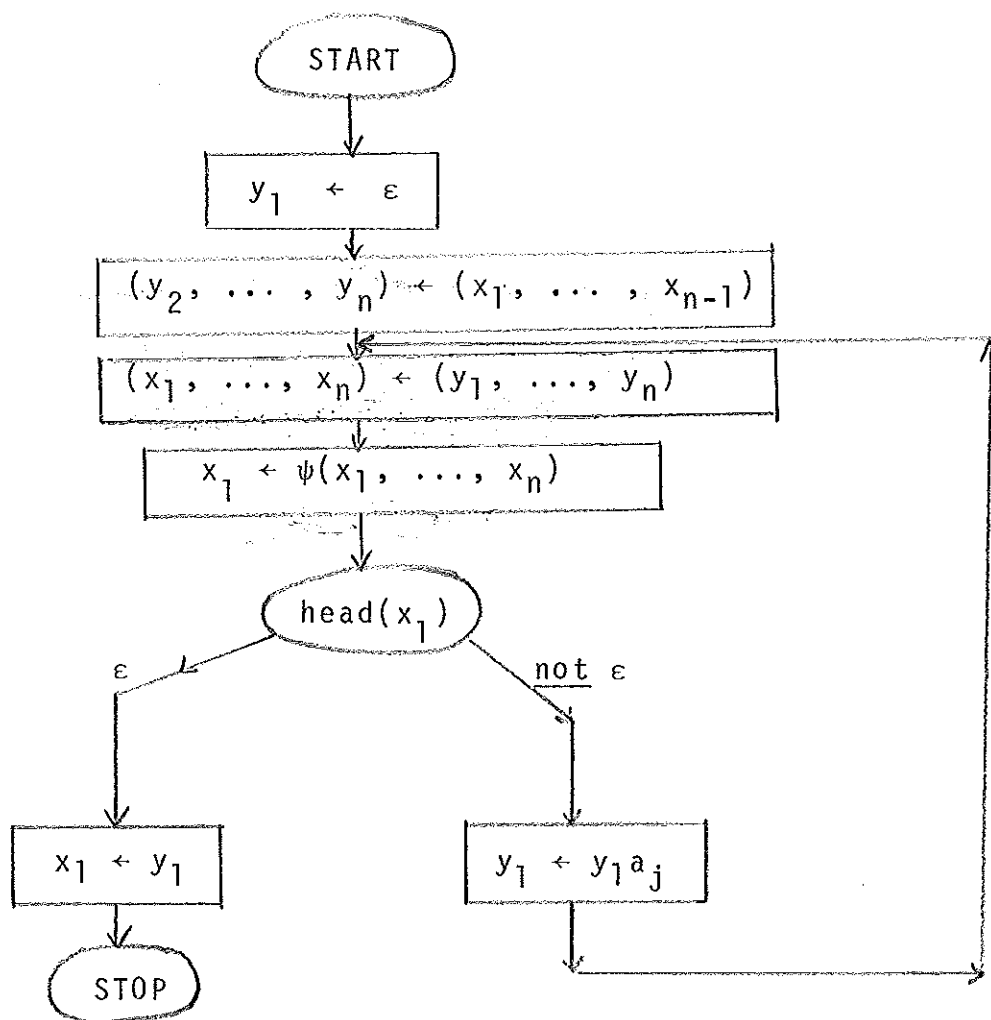 START
y₁ ← ε
(y₂, ... , yₙ) ← (x₁, ... , xₙ₋₁)
(x₁, ..., xₙ) ← (y₁, ..., yₙ)
x₁ ← ψ(x₁, ..., xₙ)
head(x₁)
ε
not ε
x₁ ← y₁
y₁ ← y₁aⱼ
STOP